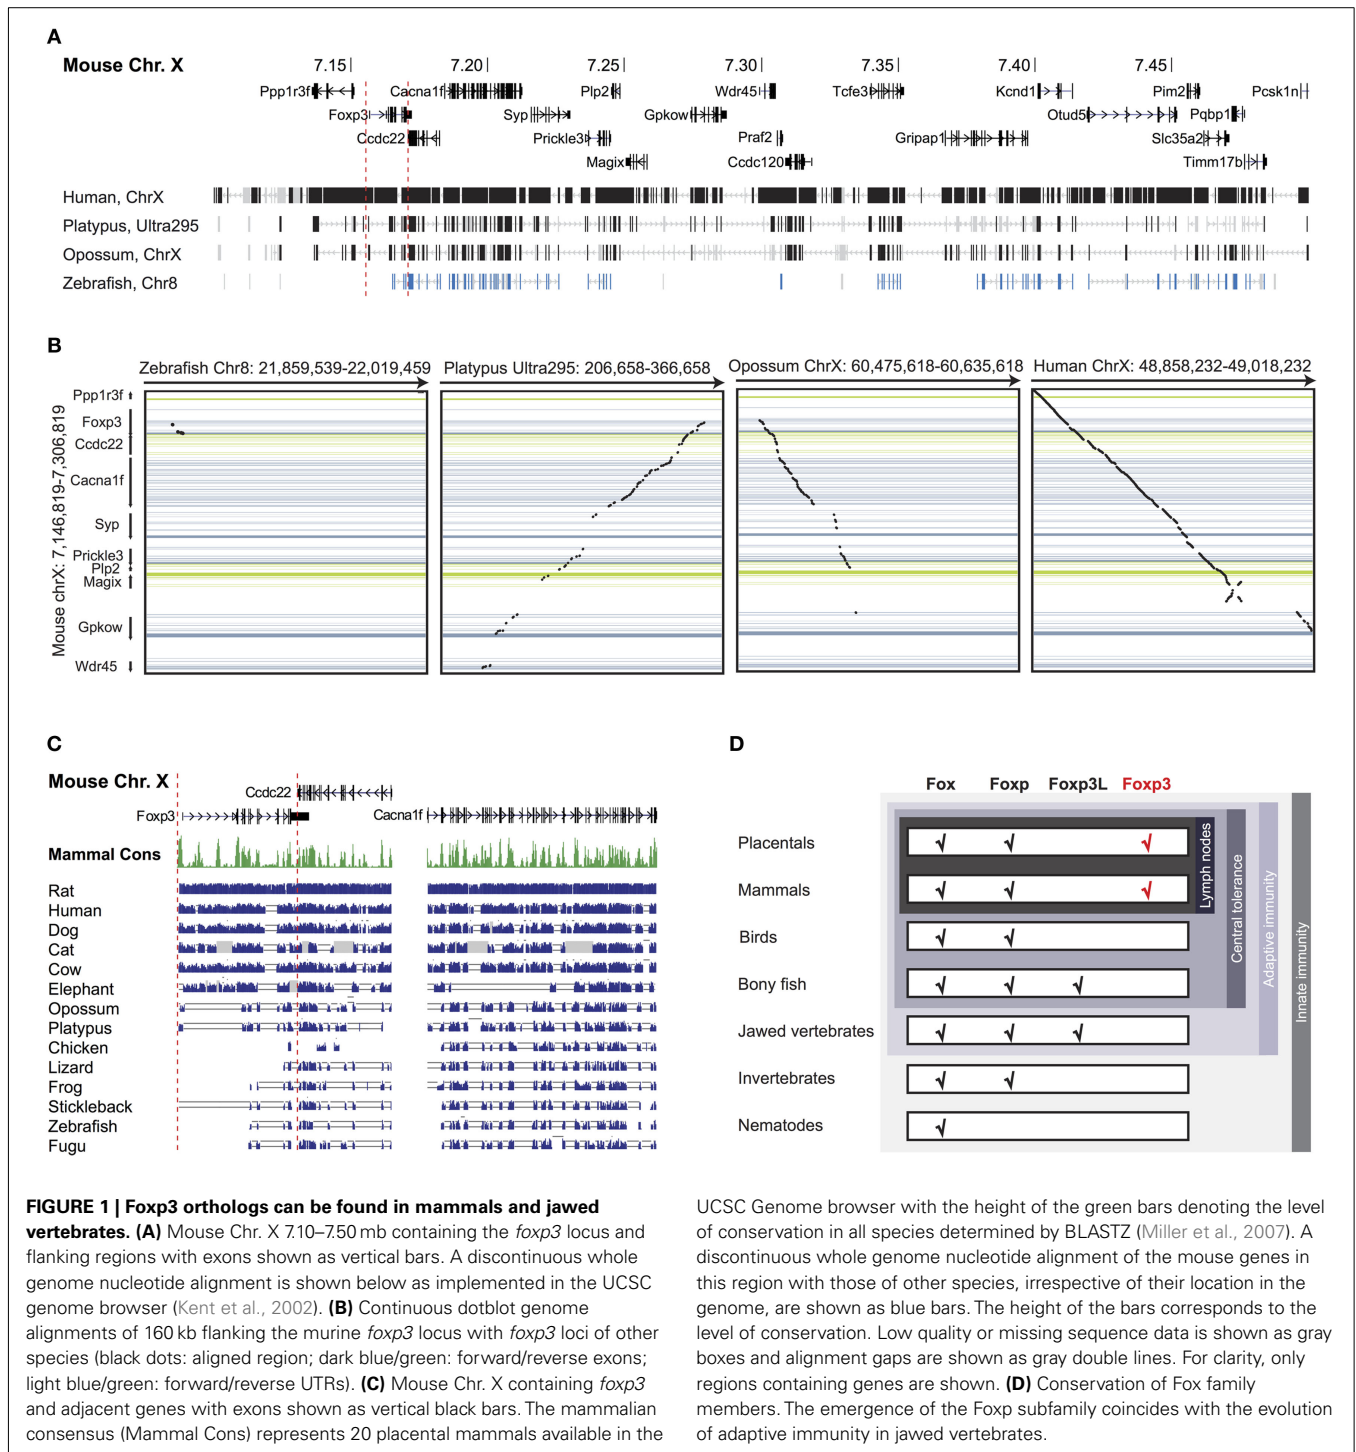 A
Mouse Chr. X 7.15 7.20 7.25 7.30 7.35 7.40 7.45
Ppp1r3f Cacna1f Plp2 Wdr45 Tcfe3 Kcnd1 Pim2 Pcsk1n
Foxp3 Syp Gpkow Otud5 Pqbp1
Ccdc22 Prickle3 Praf2 Gripap1 Slc35a2
Magix Ccdc120 Timm17b
Human, ChrX
Platypus, Ultra295
Opossum, ChrX
Zebrafish, Chr8
B
Zebrafish Chr8: 21,859,539-22,019,459 Platypus Ultra295: 206,658-366,658 Opossum ChrX: 60,475,618-60,635,618 Human ChrX: 48,858,232-49,018,232
Mouse chrX: 7,146,819-7,306,819
Ppp1r3f
Foxp3
Ccdc22
Cacna1f
Syp
Prickle3
Plp2
Magix
Gpkow
Wdr45
C
Mouse Chr. X
Ccdc22
Foxp3 Cacna1f
Mammal Cons
Rat
Human
Dog
Cat
Cow
Elephant
Opossum
Platypus
Chicken
Lizard
Frog
Stickleback
Zebrafish
Fugu
D
Fox Foxp Foxp3L Foxp3
Placentals √ √ √
Mammals √ √ √
Birds √ √
Bony fish √ √ √
Jawed vertebrates √ √ √
Invertebrates √ √
Nematodes √
Lymph nodes
Central tolerance
Adaptive immunity
Innate immunity
FIGURE 1 | Foxp3 orthologs can be found in mammals and jawed
vertebrates. (A) Mouse Chr. X 7.10–7.50 mb containing the foxp3 locus and
flanking regions with exons shown as vertical bars. A discontinuous whole
genome nucleotide alignment is shown below as implemented in the UCSC
genome browser (Kent et al., 2002). (B) Continuous dotblot genome
alignments of 160 kb flanking the murine foxp3 locus with foxp3 loci of other
species (black dots: aligned region; dark blue/green: forward/reverse exons;
light blue/green: forward/reverse UTRs). (C) Mouse Chr. X containing foxp3
and adjacent genes with exons shown as vertical black bars. The mammalian
consensus (Mammal Cons) represents 20 placental mammals available in the
UCSC Genome browser with the height of the green bars denoting the level
of conservation in all species determined by BLASTZ (Miller et al., 2007). A
discontinuous whole genome nucleotide alignment of the mouse genes in
this region with those of other species, irrespective of their location in the
genome, are shown as blue bars. The height of the bars corresponds to the
level of conservation. Low quality or missing sequence data is shown as gray
boxes and alignment gaps are shown as gray double lines. For clarity, only
regions containing genes are shown. (D) Conservation of Fox family
members. The emergence of the Foxp subfamily coincides with the evolution
of adaptive immunity in jawed vertebrates.